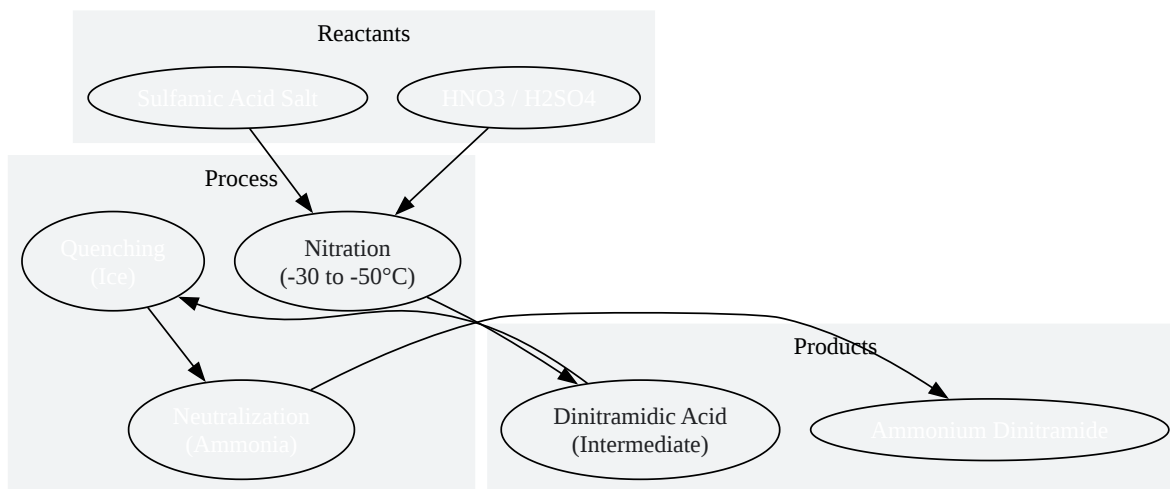 Reactants
Sulfamic Acid Salt
HNO3 / H2SO4
Process
Quenching
(Ice)
Nitration
(-30 to -50°C)
Products
Neutralization
(Ammonia)
Dinitramidic Acid
(Intermediate)
Ammonium Dinitramide